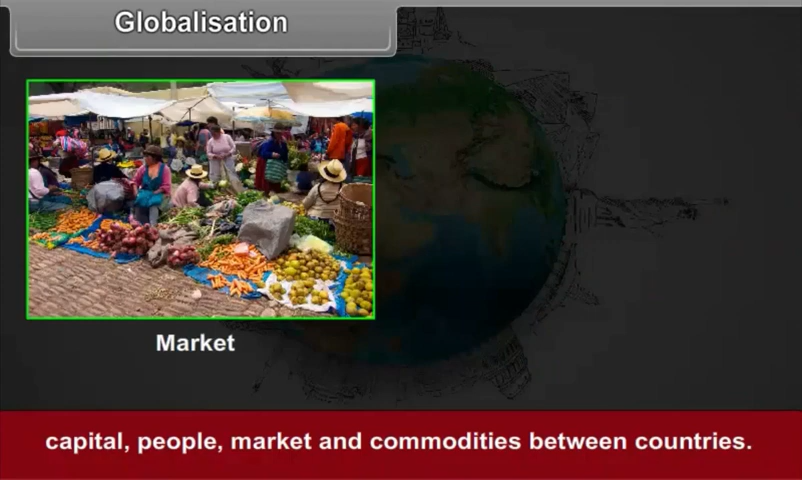 Globalisation
Market
capital, people, market and commodities between countries.